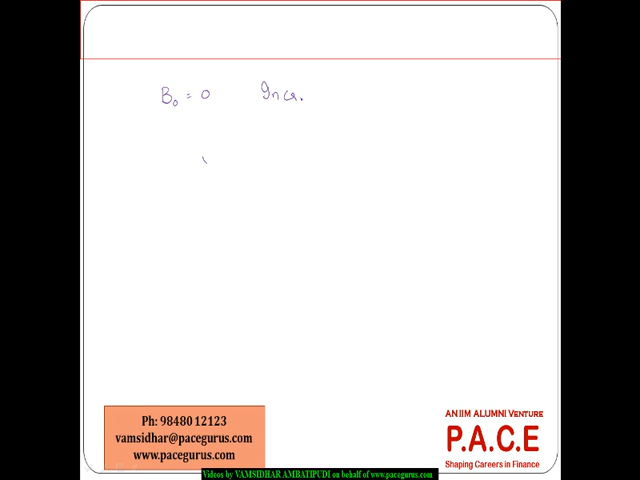 B₀ = 0 Incr.
Ph: 98480 12123
vamsidhar@pacegurus.com
www.pacegurus.com
AN IIM ALUMNI VENTURE
P.A.C.E
Shaping Careers in Finance
Videos by VAMSIDHAR AMBATIPUDI on behalf of www.pacegurus.com